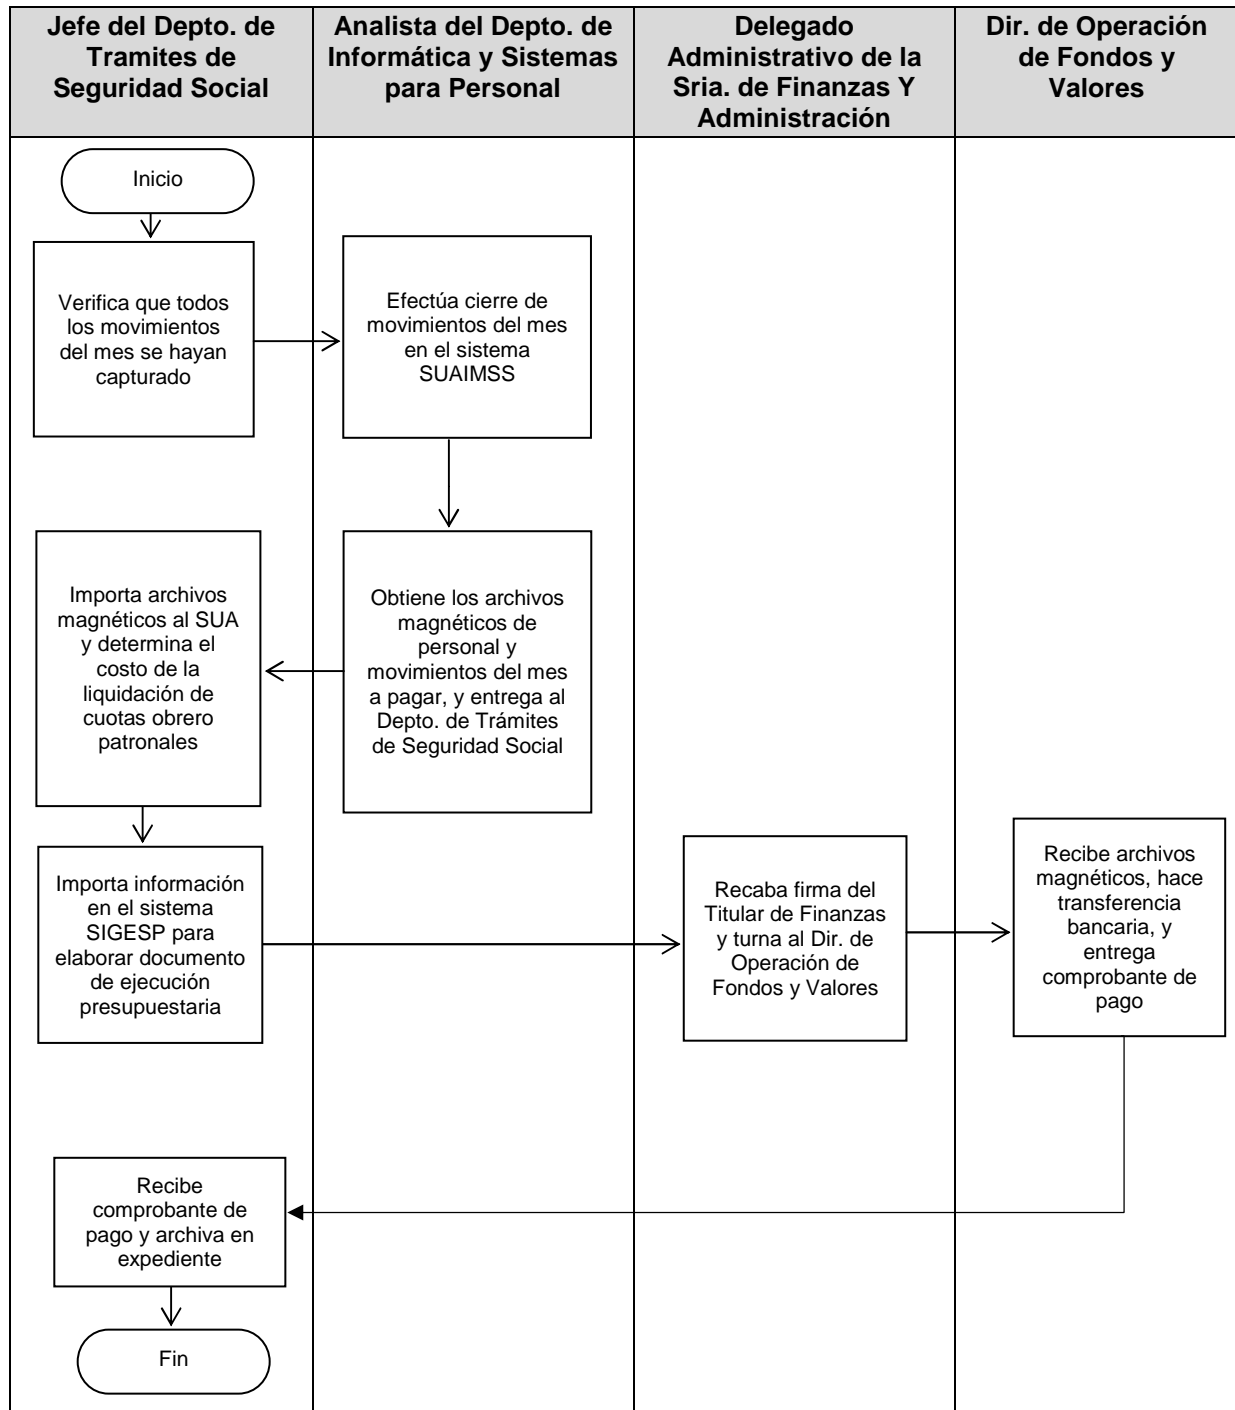 Jefe del Depto. de
Tramites de
Seguridad Social
Analista del Depto. de
Informática y Sistemas
para Personal
Delegado
Administrativo de la
Sria. de Finanzas Y
Administración
Dir. de Operación
de Fondos y
Valores
Inicio
Verifica que todos
los movimientos
del mes se hayan
capturado
Efectúa cierre de
movimientos del mes
en el sistema
SUAIMSS
Importa archivos
magnéticos al SUA
y determina el
costo de la
liquidación de
cuotas obrero
patronales
Obtiene los archivos
magnéticos de
personal y
movimientos del mes
a pagar, y entrega al
Depto. de Trámites
de Seguridad Social
Importa información
en el sistema
SIGESP para
elaborar documento
de ejecución
presupuestaria
Recaba firma del
Titular de Finanzas
y turna al Dir. de
Operación de
Fondos y Valores
Recibe archivos
magnéticos, hace
transferencia
bancaria, y
entrega
comprobante de
pago
Recibe
comprobante de
pago y archiva en
expediente
Fin